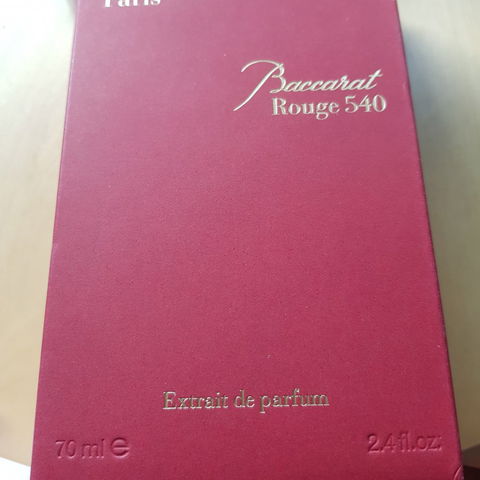 Paris
Baccarat
Rouge 540
Extrait de parfum
70 ml ℮ 2.4 fl.oz.